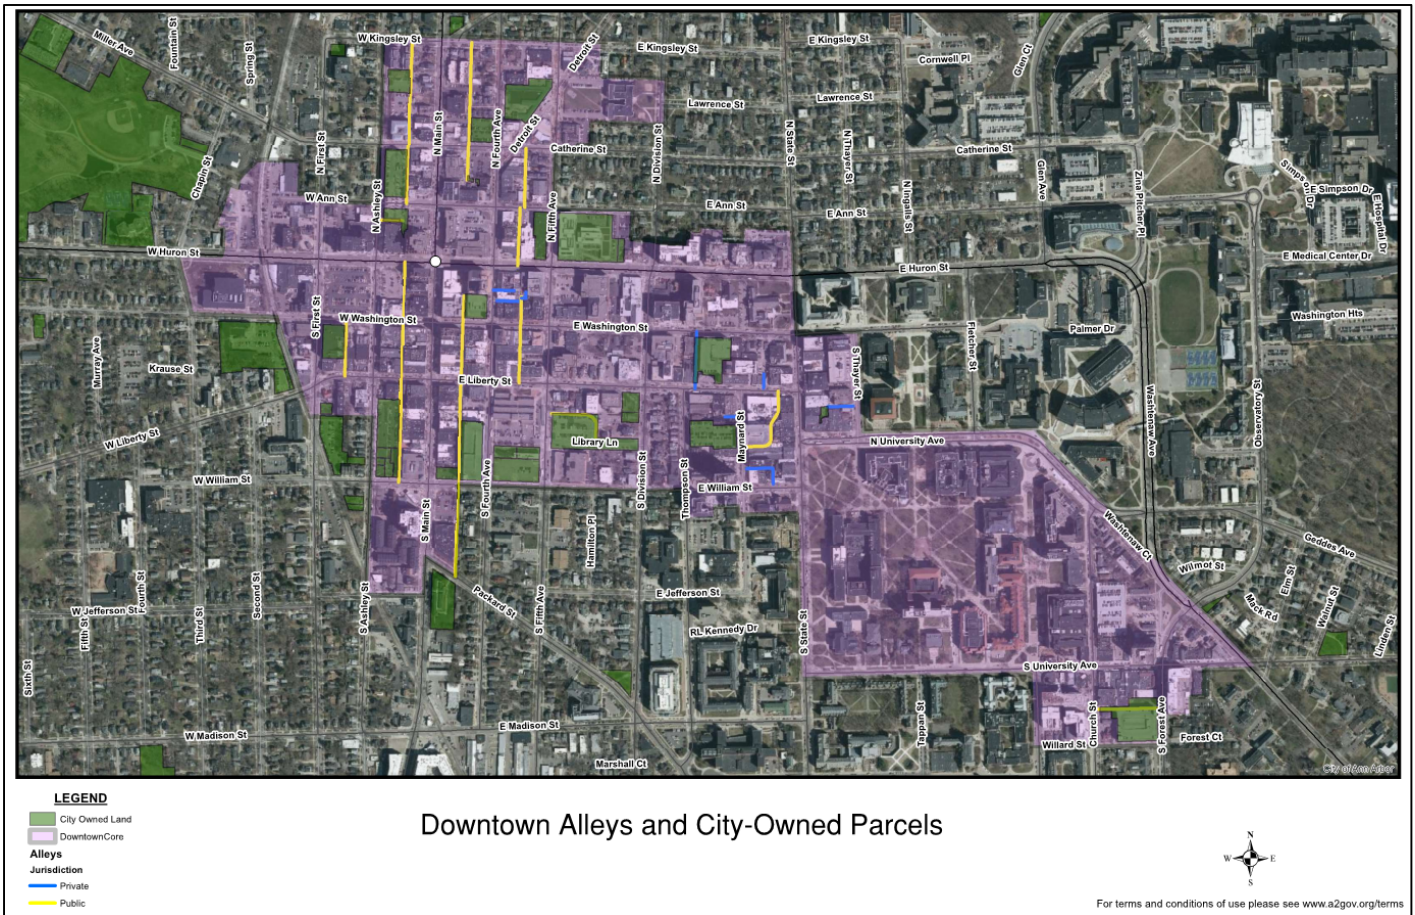 Miller Ave
Fountain St
Spring St
W Kingsley St
Detroit St
E Kingsley St
E Kingsley St
Cornwell Pl
Glen Ct
Lawrence St
Lawrence St
N Main St
N Fourth Ave
Detroit St
N First St
Catherine St
N Division St
N State St
N Thayer St
Catherine St
Glen Ave
Zina Pitcher Pl
Chapin St
W Ann St
N Ashley St
N Fifth Ave
E Ann St
E Ann St
N Ingalls St
E Simpson Dr
E Hospital Dr
W Huron St
E Huron St
E Medical Center Dr
S First St
W Washington St
E Washington St
S Thayer St
Fletcher St
Palmer Dr
Washington Hts
Murray Ave
Krause St
E Liberty St
Washtenaw Ave
Observatory St
W Liberty St
Library Ln
Maynard St
N University Ave
W William St
S Main St
S Fourth Ave
S Division St
Thompson St
E William St
Hamilton Pl
Washtenaw Ct
Geddes Ave
Wilmot St
Elm St
Walnut St
Mack Rd
Linden St
W Jefferson St
Fourth St
Fifth St
Third St
Second St
S Ashley St
Packard St
S Fifth Ave
E Jefferson St
RL Kennedy Dr
S State St
S University Ave
Sixth St
W Madison St
E Madison St
Marshall Ct
Tappan St
Willard St
Church St
S Forest Ave
Forest Ct
City of Ann Arbor
LEGEND
City Owned Land
DowntownCore
Alleys
Jurisdiction
Private
Public
Downtown Alleys and City-Owned Parcels
N
W
E
S
For terms and conditions of use please see www.a2gov.org/terms